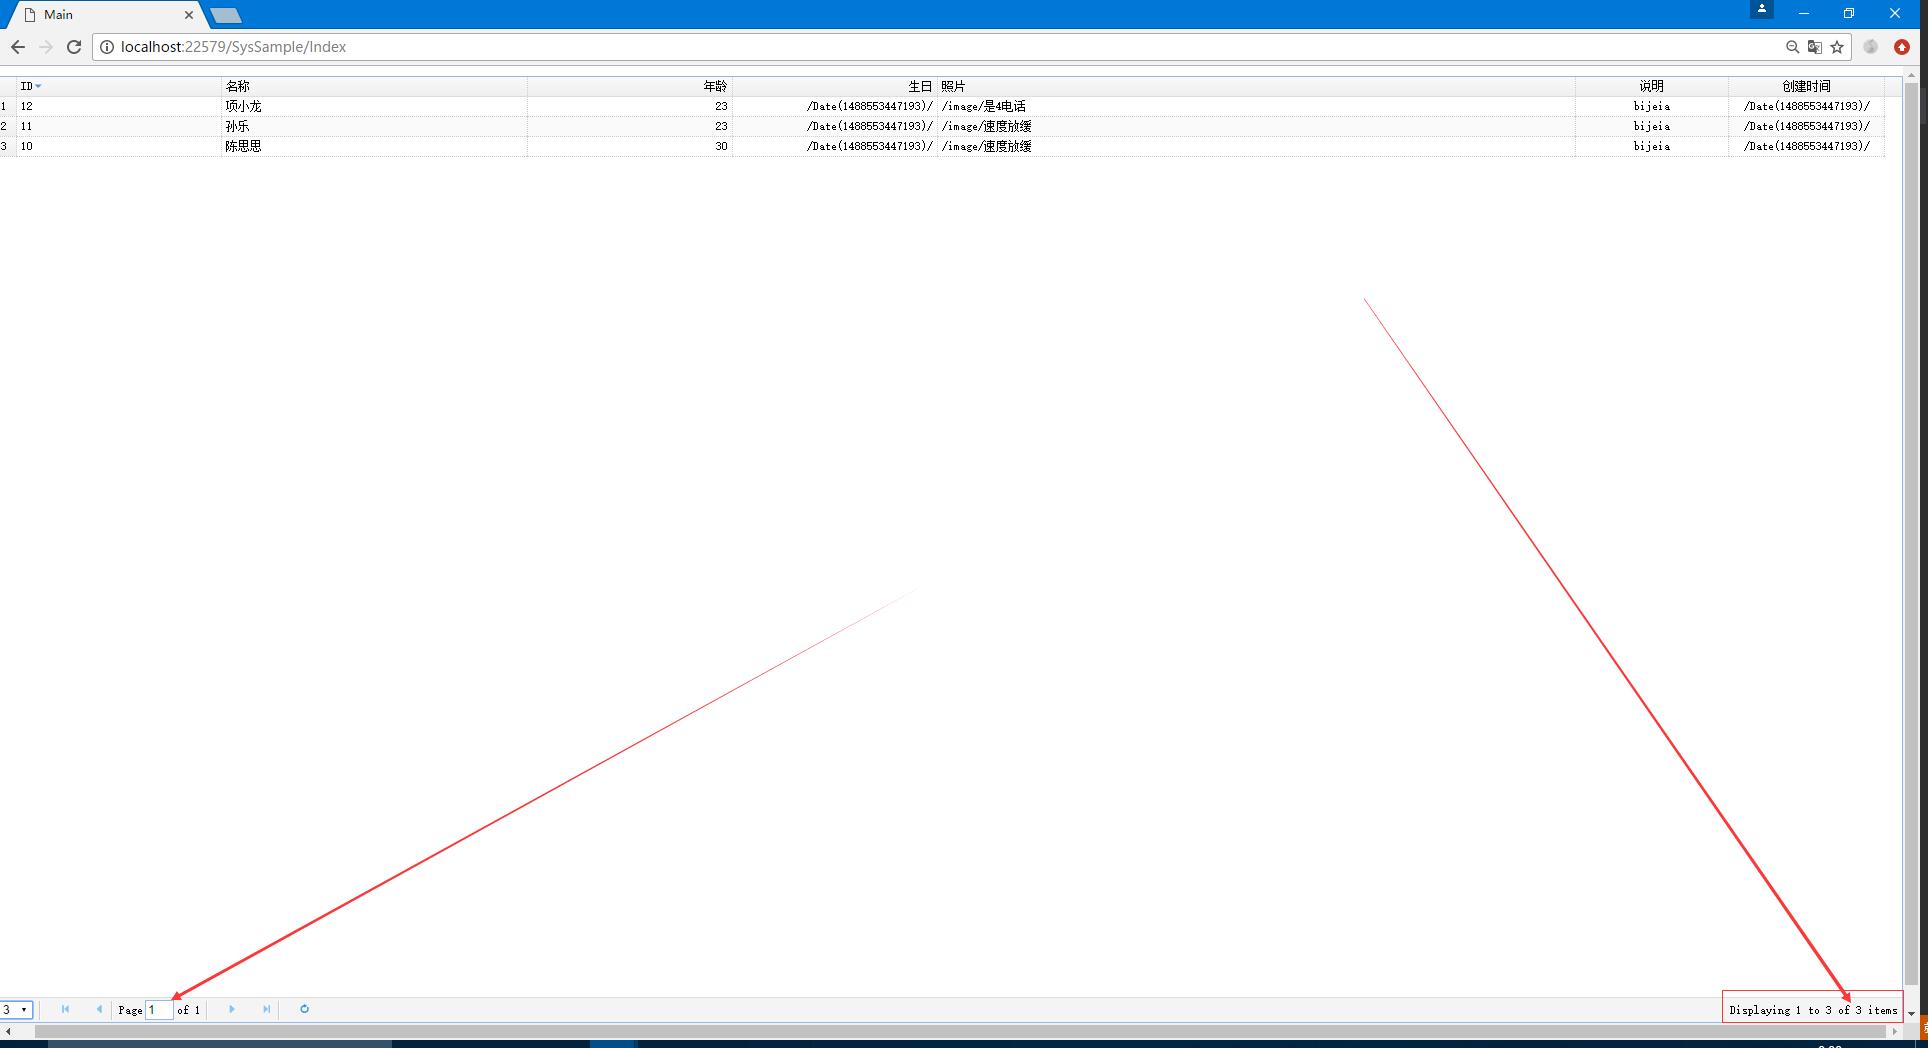 Main
localhost:22579/SysSample/Index
ID 名称 年龄 生日 照片 说明 创建时间
1 12 项小龙 23 /Date(1488553447193)/ /image/是4电话 bijeia /Date(1488553447193)/
2 11 孙乐 23 /Date(1488553447193)/ /image/速度放缓 bijeia /Date(1488553447193)/
3 10 陈思思 30 /Date(1488553447193)/ /image/速度放缓 bijeia /Date(1488553447193)/
3 Page 1 of 1 Displaying 1 to 3 of 3 items